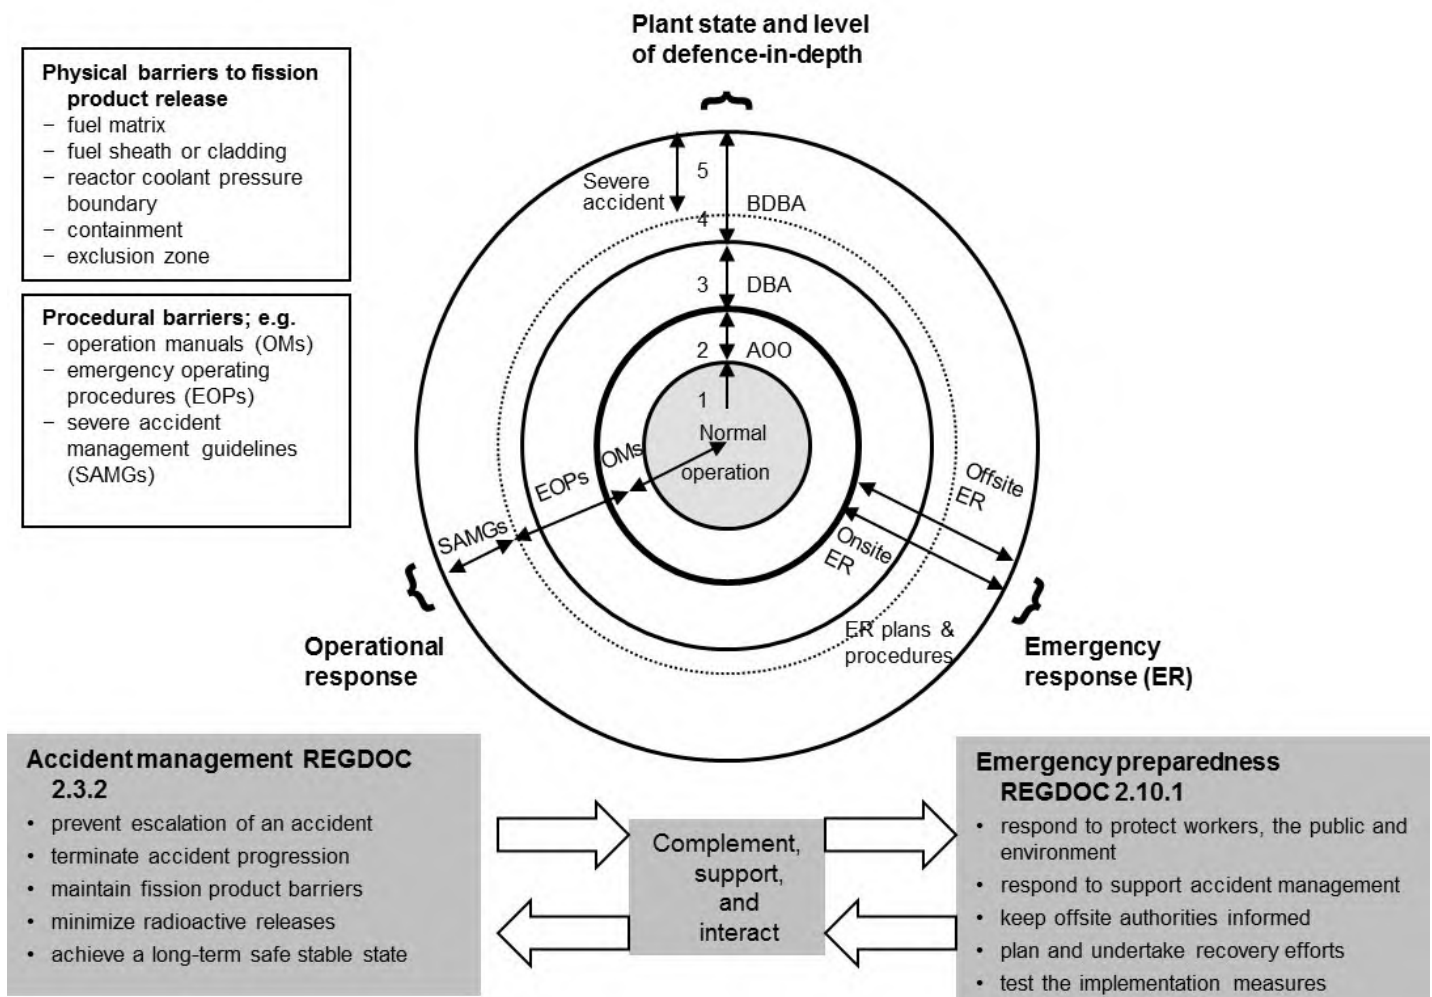 Plant state and level
of defence-in-depth
Physical barriers to fission
product release
– fuel matrix
– fuel sheath or cladding
– reactor coolant pressure
boundary
– containment
– exclusion zone
Procedural barriers; e.g.
– operation manuals (OMs)
– emergency operating
procedures (EOPs)
– severe accident
management guidelines
(SAMGs)
Severe
accident
5
4
BDBA
3
DBA
2
AOO
1
Normal
operation
OMs
EOPs
SAMGs
Offsite
ER
Onsite
ER
ER plans &
procedures
Operational
response
Emergency
response (ER)
Accident management REGDOC
2.3.2
• prevent escalation of an accident
• terminate accident progression
• maintain fission product barriers
• minimize radioactive releases
• achieve a long-term safe stable state
Complement,
support,
and
interact
Emergency preparedness
REGDOC 2.10.1
• respond to protect workers, the public and
environment
• respond to support accident management
• keep offsite authorities informed
• plan and undertake recovery efforts
• test the implementation measures